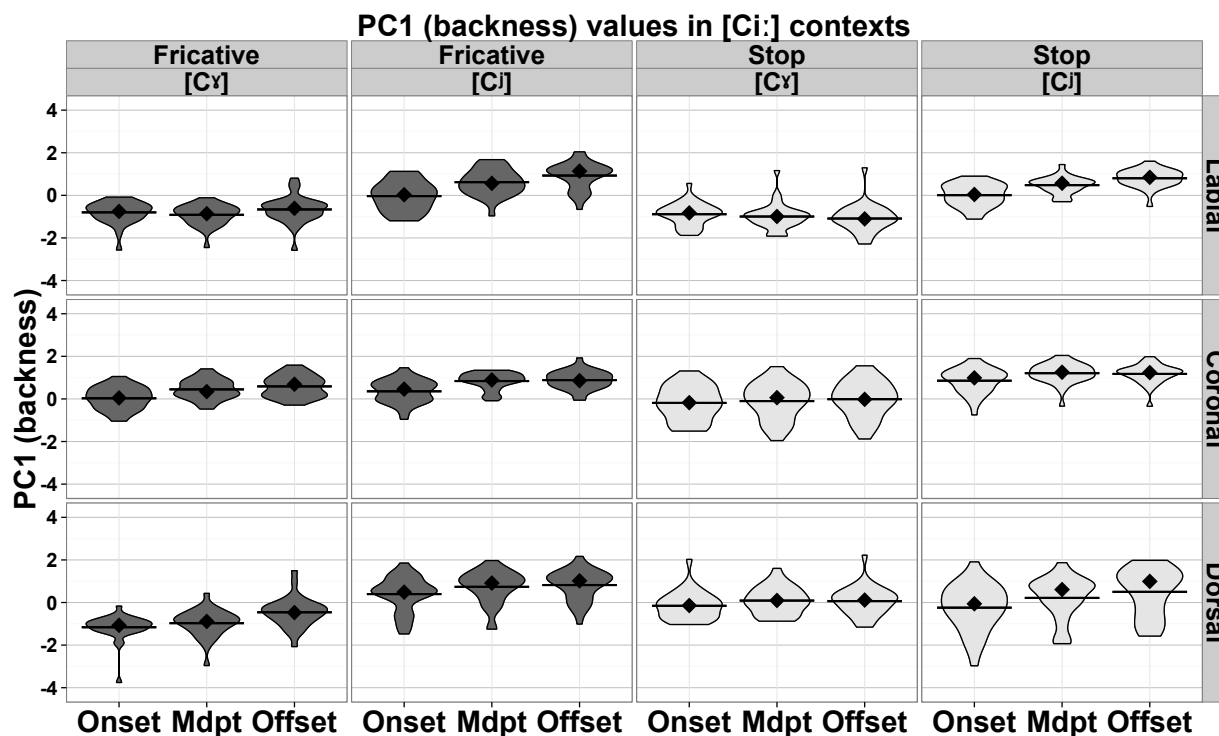 PC1 (backness) values in [Ciː] contexts
Fricative Fricative Stop Stop
[Cˠ] [Cʲ] [Cˠ] [Cʲ]
4
2
0
-2
-4
Labial
4
2
0
-2
-4
Coronal
4
2
0
-2
-4
Dorsal
PC1 (backness)
Onset Mdpt Offset Onset Mdpt Offset Onset Mdpt Offset Onset Mdpt Offset